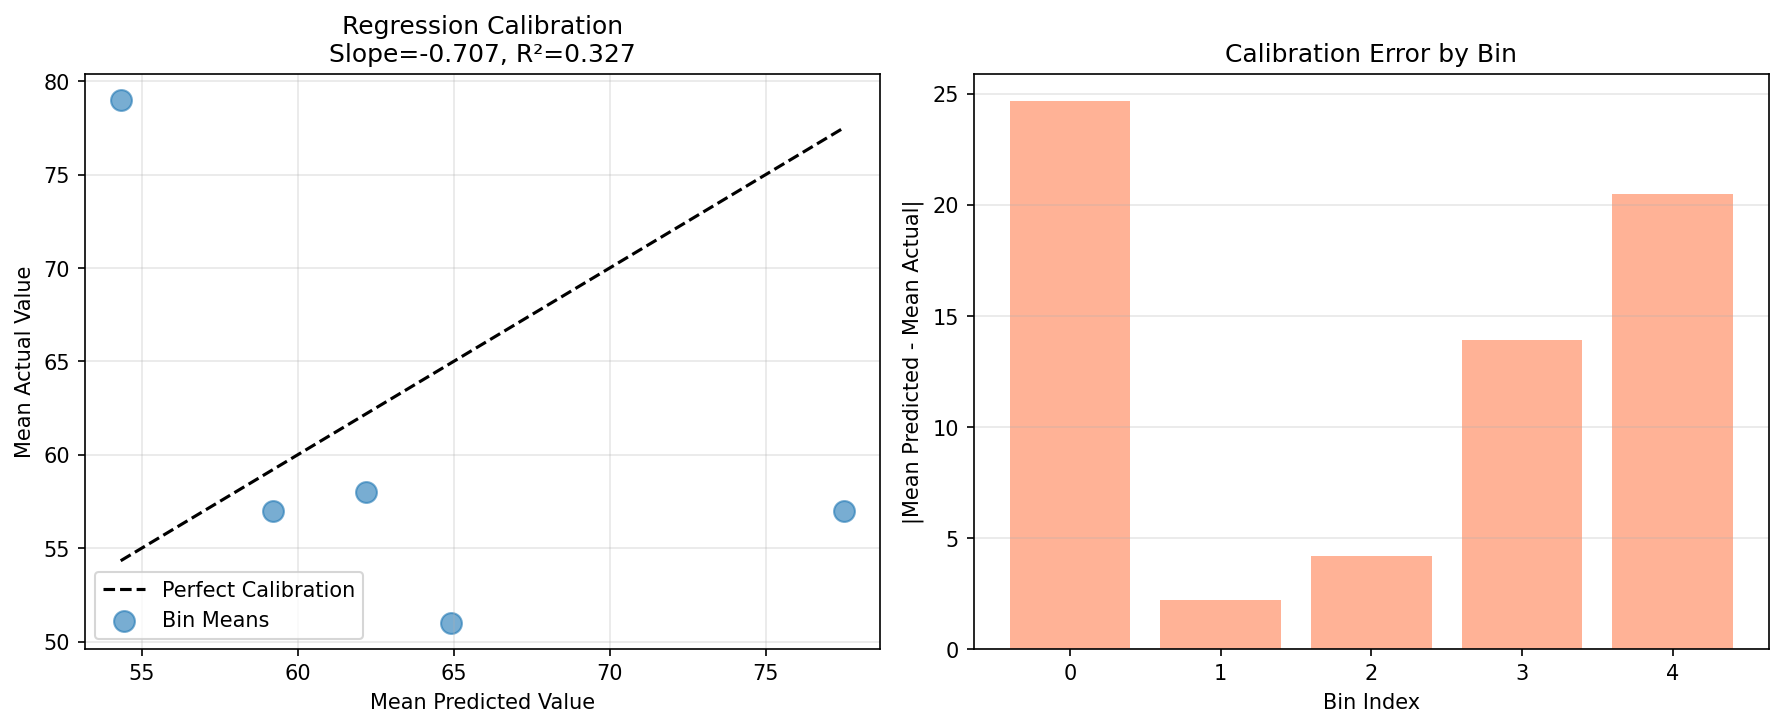 Regression Calibration
Slope=-0.707, R²=0.327
80
75
70
65
60
55
50
Mean Actual Value
Perfect Calibration
Bin Means
55 60 65 70 75
Mean Predicted Value
Calibration Error by Bin
25
20
15
10
5
0
|Mean Predicted - Mean Actual|
0 1 2 3 4
Bin Index